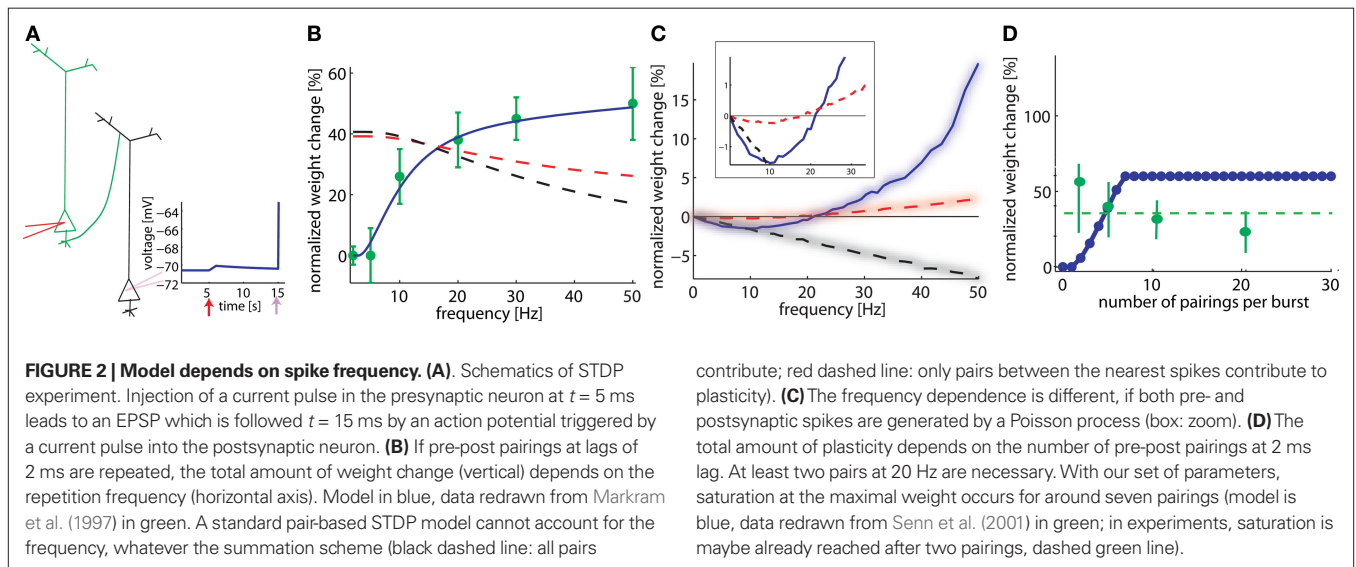 A
voltage [mV]
−64
−66
−68
−70
−72
5
time [s]
15
B
normalized weight change [%]
60
40
20
0
10
20
30
40
50
frequency [Hz]
C
normalized weight change [%]
15
10
5
0
−5
0
10
20
30
40
50
frequency [Hz]
1
0
−1
10
20
30
D
normalized weight change [%]
100
50
0
0
10
20
30
number of pairings per burst
FIGURE 2 | Model depends on spike frequency. (A). Schematics of STDP
experiment. Injection of a current pulse in the presynaptic neuron at t = 5 ms
leads to an EPSP which is followed t = 15 ms by an action potential triggered by
a current pulse into the postsynaptic neuron. (B) If pre-post pairings at lags of
2 ms are repeated, the total amount of weight change (vertical) depends on the
repetition frequency (horizontal axis). Model in blue, data redrawn from Markram
et al. (1997) in green. A standard pair-based STDP model cannot account for the
frequency, whatever the summation scheme (black dashed line: all pairs
contribute; red dashed line: only pairs between the nearest spikes contribute to
plasticity). (C) The frequency dependence is different, if both pre- and
postsynaptic spikes are generated by a Poisson process (box: zoom). (D) The
total amount of plasticity depends on the number of pre-post pairings at 2 ms
lag. At least two pairs at 20 Hz are necessary. With our set of parameters,
saturation at the maximal weight occurs for around seven pairings (model is
blue, data redrawn from Senn et al. (2001) in green; in experiments, saturation is
maybe already reached after two pairings, dashed green line).